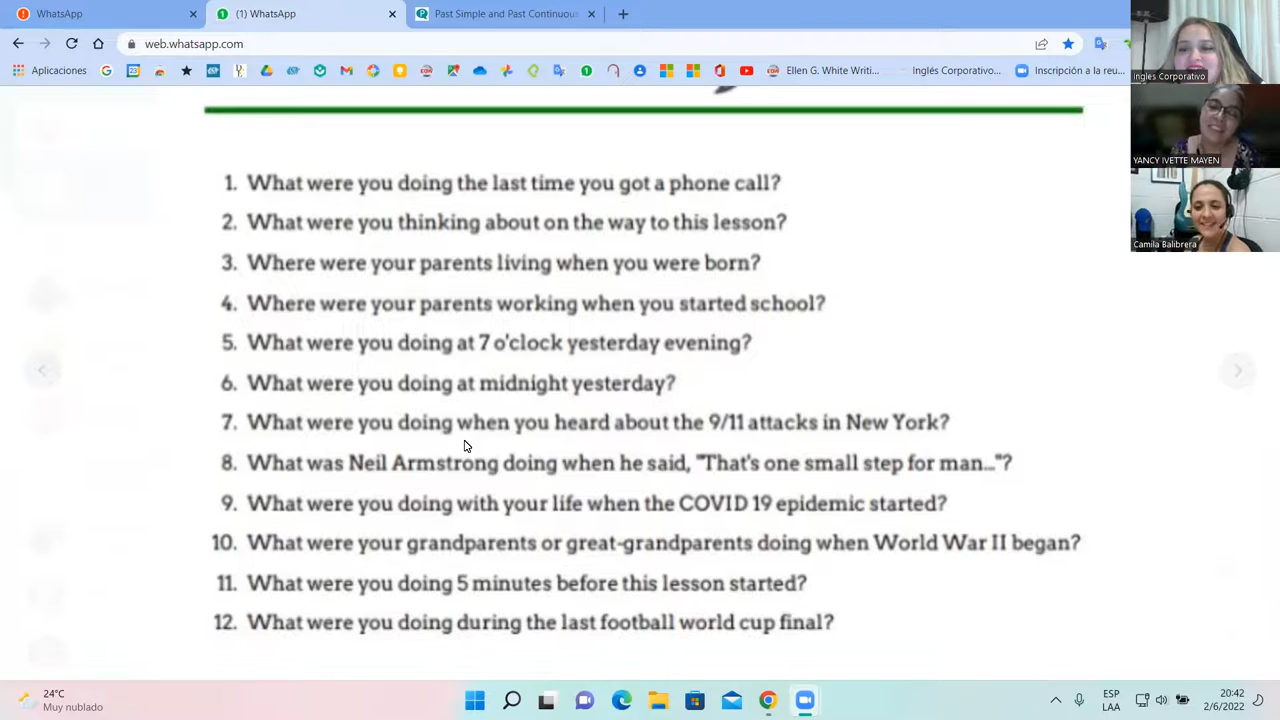 WhatsApp
(1) WhatsApp
Past Simple and Past Continuous
web.whatsapp.com
Aplicaciones
Ellen G. White Writi...
Inglés Corporativo...
Inscripción a la reu...
Ingles Corporativo
YANCY IVETTE MAYEN
Camila Balibrera
1. What were you doing the last time you got a phone call?
2. What were you thinking about on the way to this lesson?
3. Where were your parents living when you were born?
4. Where were your parents working when you started school?
5. What were you doing at 7 o'clock yesterday evening?
6. What were you doing at midnight yesterday?
7. What were you doing when you heard about the 9/11 attacks in New York?
8. What was Neil Armstrong doing when he said, "That's one small step for man..."?
9. What were you doing with your life when the COVID 19 epidemic started?
10. What were your grandparents or great-grandparents doing when World War II began?
11. What were you doing 5 minutes before this lesson started?
12. What were you doing during the last football world cup final?
24°C
Muy nublado
ESP
LAA
20:42
2/6/2022